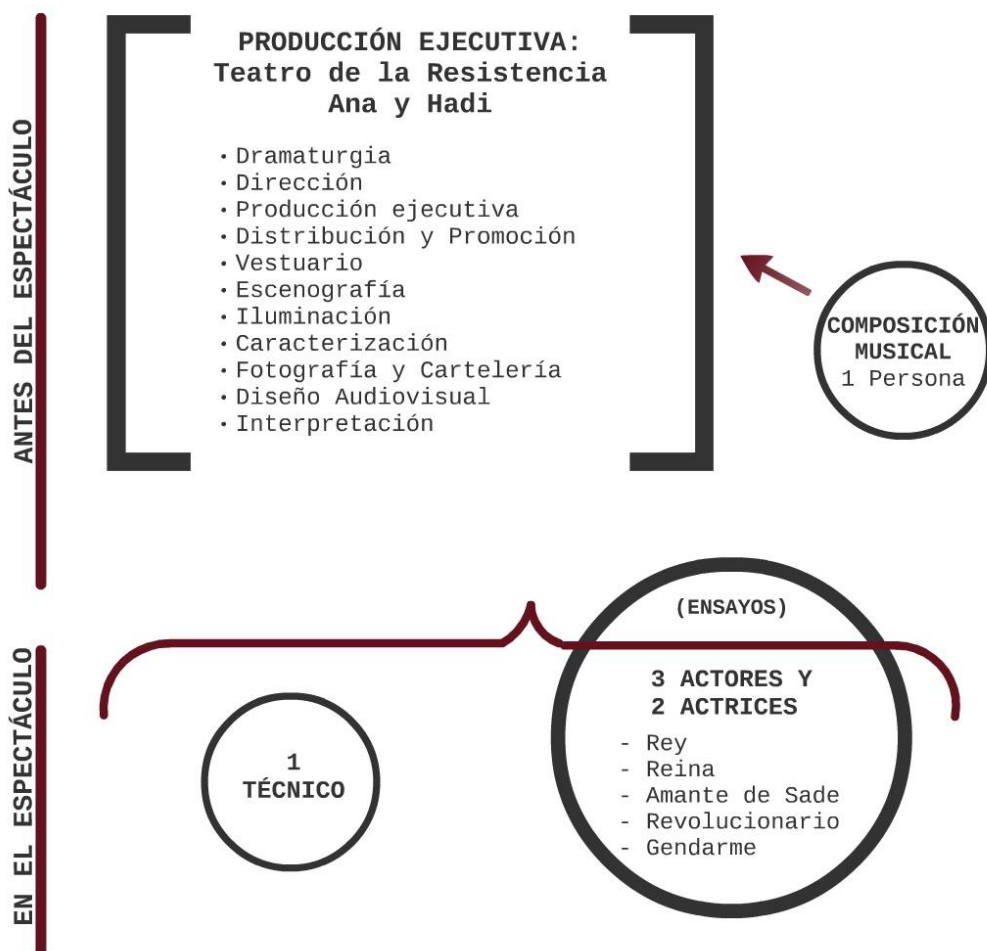 ANTES DEL ESPECTÁCULO
PRODUCCIÓN EJECUTIVA:
Teatro de la Resistencia
Ana y Hadi
· Dramaturgia
· Dirección
· Producción ejecutiva
· Distribución y Promoción
· Vestuario
· Escenografía
· Iluminación
· Caracterización
· Fotografía y Cartelería
· Diseño Audiovisual
· Interpretación
COMPOSICIÓN
MUSICAL
1 Persona
EN EL ESPECTÁCULO
1
TÉCNICO
(ENSAYOS)
3 ACTORES Y
2 ACTRICES
- Rey
- Reina
- Amante de Sade
- Revolucionario
- Gendarme